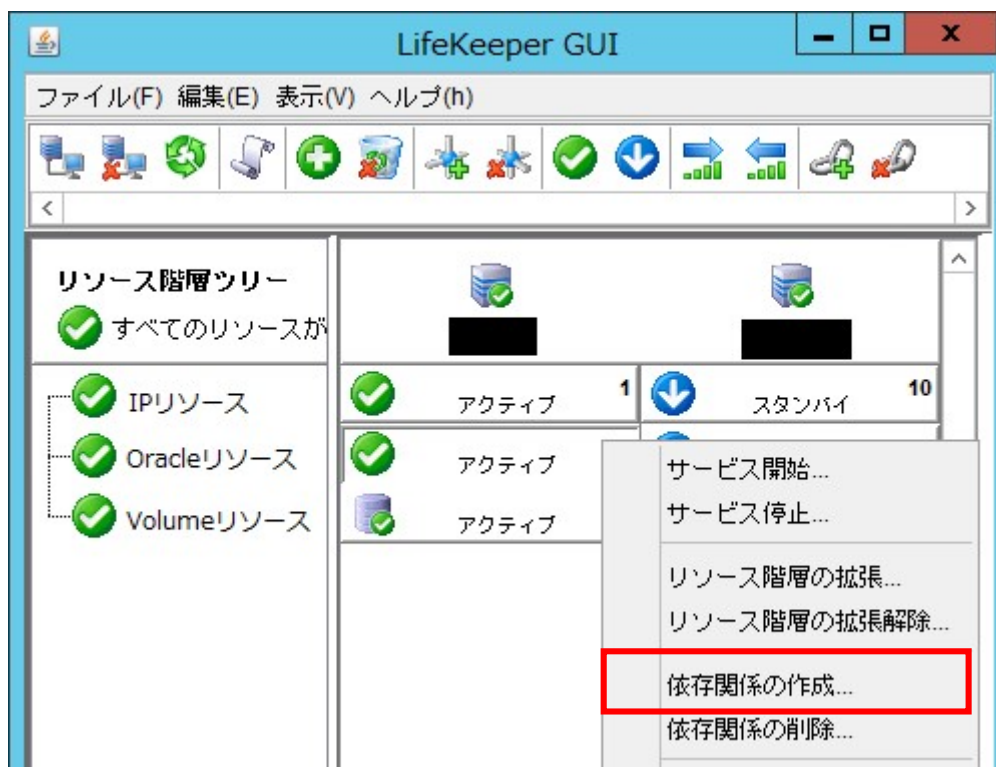 LifeKeeper GUI
ファイル(F) 編集(E) 表示(V) ヘルプ(h)
リソース階層ツリー
すべてのリソースが
IPリソース
アクティブ 1
スタンバイ 10
Oracleリソース
アクティブ
Volumeリソース
アクティブ
サービス開始...
サービス停止...
リソース階層の拡張...
リソース階層の拡張解除...
依存関係の作成...
依存関係の削除...